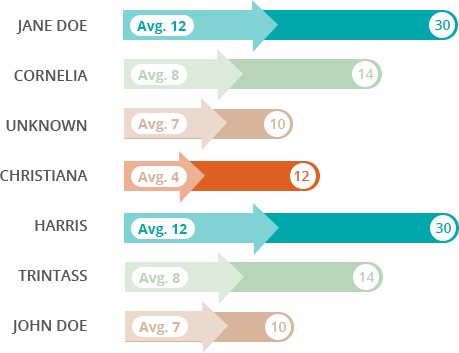 JANE DOE Avg. 12 30
CORNELIA Avg. 8 14
UNKNOWN Avg. 7 10
CHRISTIANA Avg. 4 12
HARRIS Avg. 12 30
TRINTASS Avg. 8 14
JOHN DOE Avg. 7 10